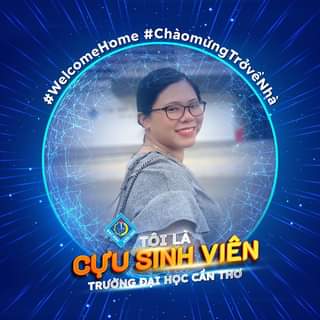 #WelcomeHome #ChàomừngTrởvềNhà
TÔI LÀ
CỰU SINH VIÊN
TRƯỜNG ĐẠI HỌC CẦN THƠ